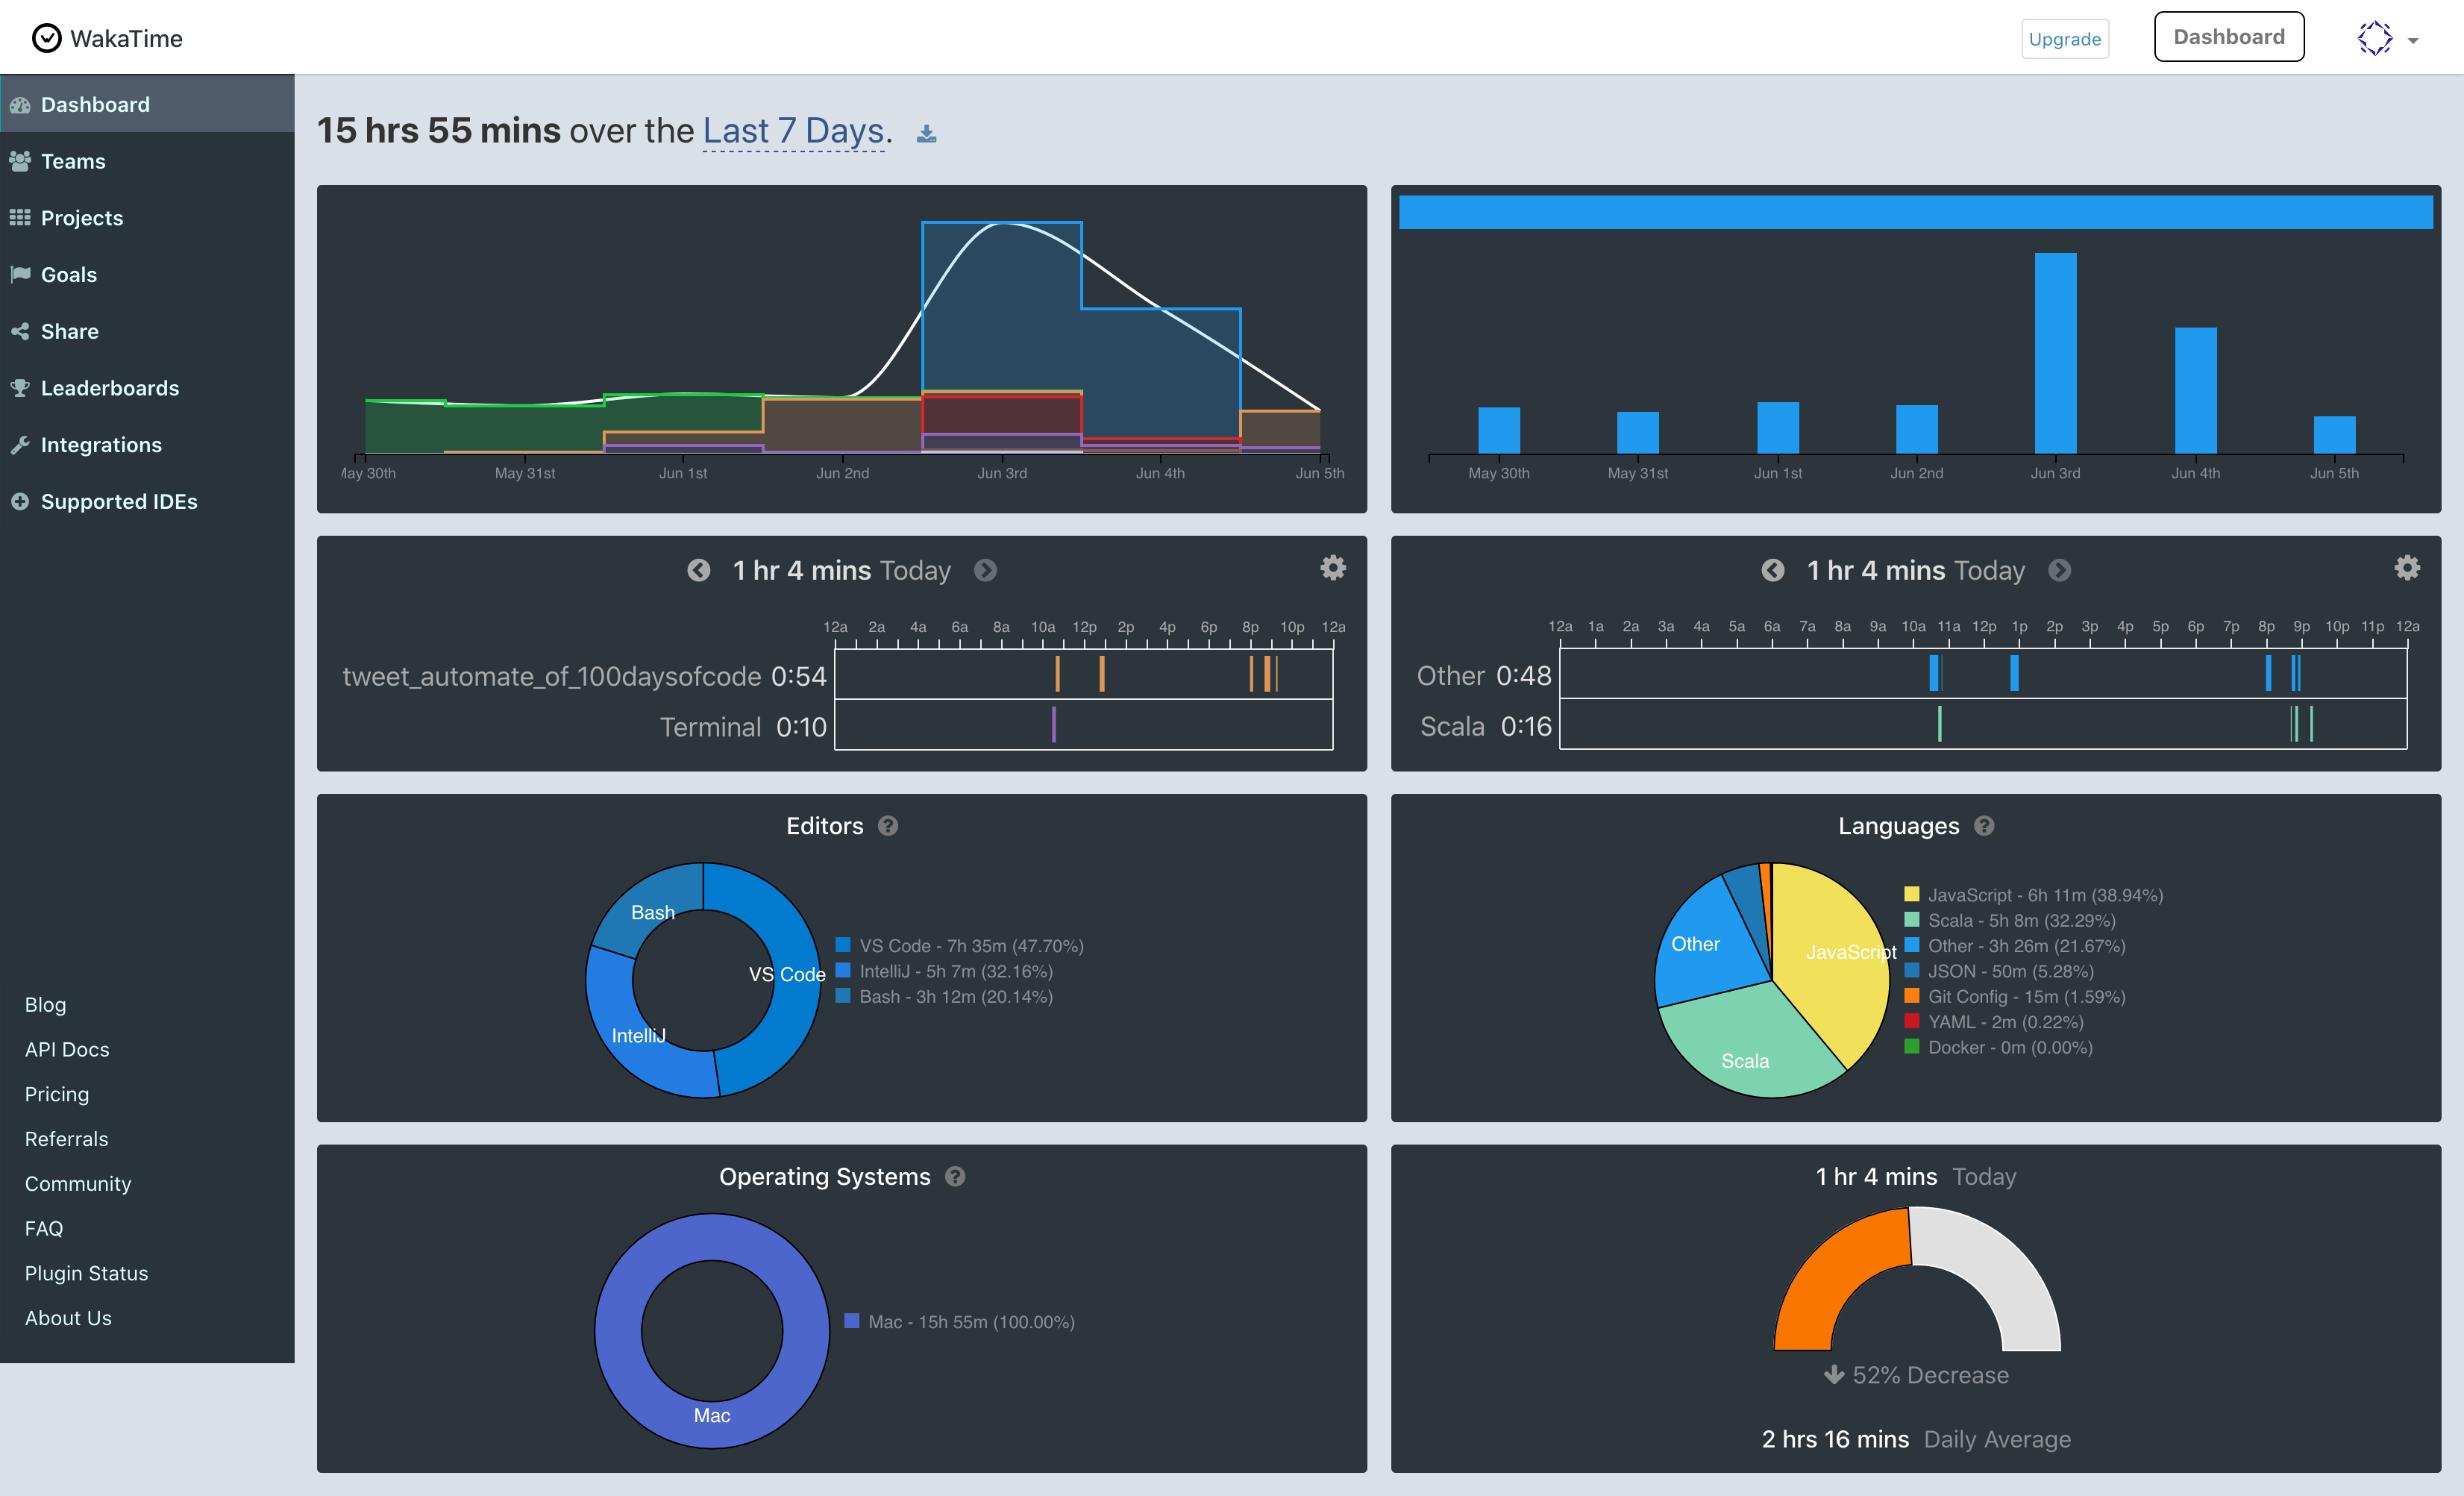 WakaTime
Upgrade
Dashboard
Dashboard
Teams
Projects
Goals
Share
Leaderboards
Integrations
Supported IDEs
Blog
API Docs
Pricing
Referrals
Community
FAQ
Plugin Status
About Us
15 hrs 55 mins over the Last 7 Days.
May 30th May 31st Jun 1st Jun 2nd Jun 3rd Jun 4th Jun 5th
May 30th May 31st Jun 1st Jun 2nd Jun 3rd Jun 4th Jun 5th
1 hr 4 mins Today
12a 2a 4a 6a 8a 10a 12p 2p 4p 6p 8p 10p 12a
tweet_automate_of_100daysofcode 0:54
Terminal 0:10
1 hr 4 mins Today
12a 1a 2a 3a 4a 5a 6a 7a 8a 9a 10a 11a 12p 1p 2p 3p 4p 5p 6p 7p 8p 9p 10p 11p 12a
Other 0:48
Scala 0:16
Editors ?
Bash
VS Code
IntelliJ
VS Code - 7h 35m (47.70%)
IntelliJ - 5h 7m (32.16%)
Bash - 3h 12m (20.14%)
Languages ?
Other
JavaScript
Scala
JavaScript - 6h 11m (38.94%)
Scala - 5h 8m (32.29%)
Other - 3h 26m (21.67%)
JSON - 50m (5.28%)
Git Config - 15m (1.59%)
YAML - 2m (0.22%)
Docker - 0m (0.00%)
Operating Systems ?
Mac
Mac - 15h 55m (100.00%)
1 hr 4 mins Today
52% Decrease
2 hrs 16 mins Daily Average